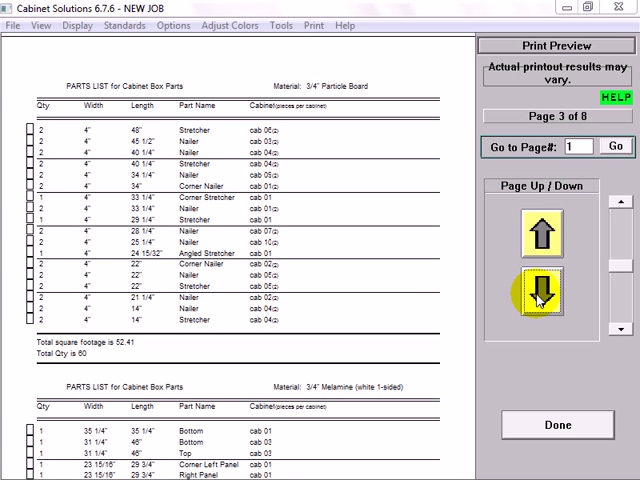 Cabinet Solutions 6.7.6 - NEW JOB
File View Display Standards Options Adjust Colors Tools Print Help
Print Preview
Actual printout results may vary.
HELP
Page 3 of 8
Go to Page#: 1 Go
Page Up / Down
Done
PARTS LIST for Cabinet Box Parts Material: 3/4" Particle Board
Qty Width Length Part Name Cabinet(pieces per cabinet)
2 4" 48" Stretcher cab 06(2)
2 4" 45 1/2" Nailer cab 03(2)
2 4" 40 1/4" Nailer cab 04(2)
2 4" 40 1/4" Stretcher cab 04(2)
2 4" 34 1/4" Nailer cab 05(2)
2 4" 34" Corner Nailer cab 01(2)
1 4" 33 1/4" Corner Stretcher cab 01
2 4" 33 1/4" Nailer cab 01(2)
1 4" 29 1/4" Stretcher cab 01
2 4" 28 1/4" Nailer cab 07(2)
2 4" 25 1/4" Nailer cab 10(2)
1 4" 24 15/32" Angled Stretcher cab 01
2 4" 22" Corner Nailer cab 02(2)
2 4" 22" Nailer cab 05(2)
2 4" 22" Stretcher cab 05(2)
2 4" 21 1/4" Nailer cab 02(2)
2 4" 14" Nailer cab 04(2)
2 4" 14" Stretcher cab 04(2)
Total square footage is 52.41
Total Qty is 60
PARTS LIST for Cabinet Box Parts Material: 3/4" Melamine (white 1-sided)
Qty Width Length Part Name Cabinet(pieces per cabinet)
1 35 1/4" 35 1/4" Bottom cab 01
1 31 1/4" 46" Bottom cab 03
1 31 1/4" 46" Top cab 03
1 23 15/16" 29 3/4" Corner Left Panel cab 01
1 23 15/16" 29 3/4" Right Panel cab 01